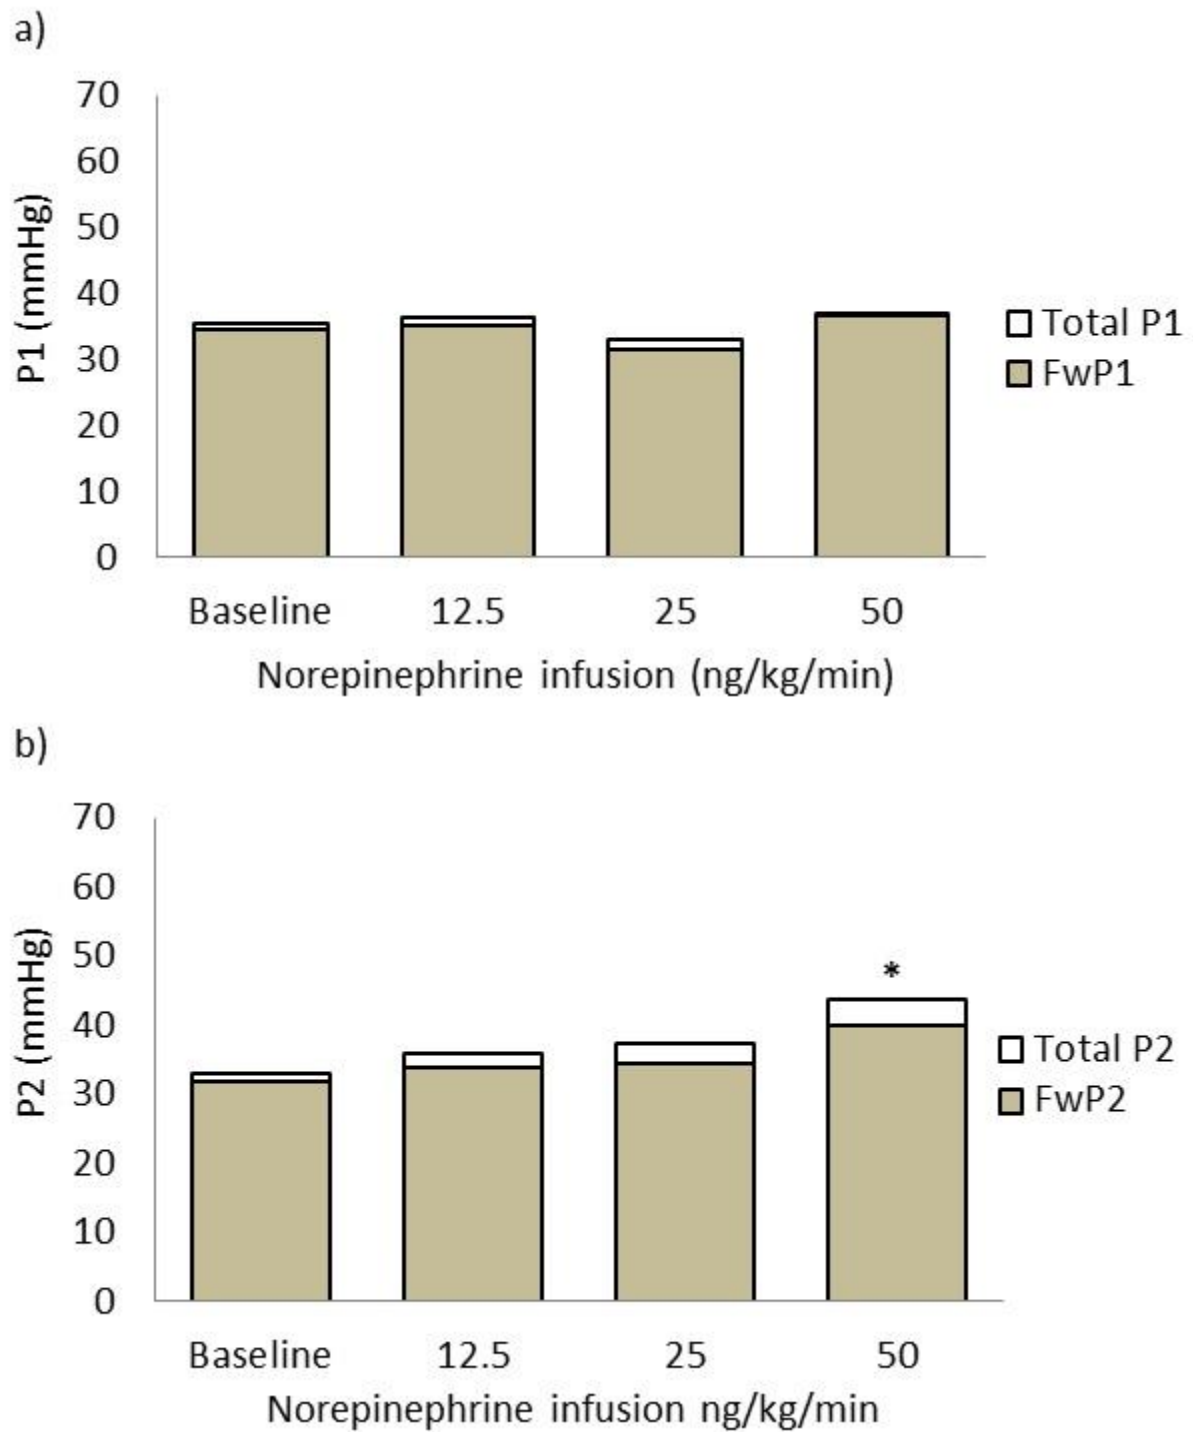 a)
70
60
50
40
30
20
10
0
P1 (mmHg)
Total P1
FwP1
Baseline 12.5 25 50
Norepinephrine infusion (ng/kg/min)
b)
70
60
50
40
30
20
10
0
P2 (mmHg)
*
Total P2
FwP2
Baseline 12.5 25 50
Norepinephrine infusion ng/kg/min